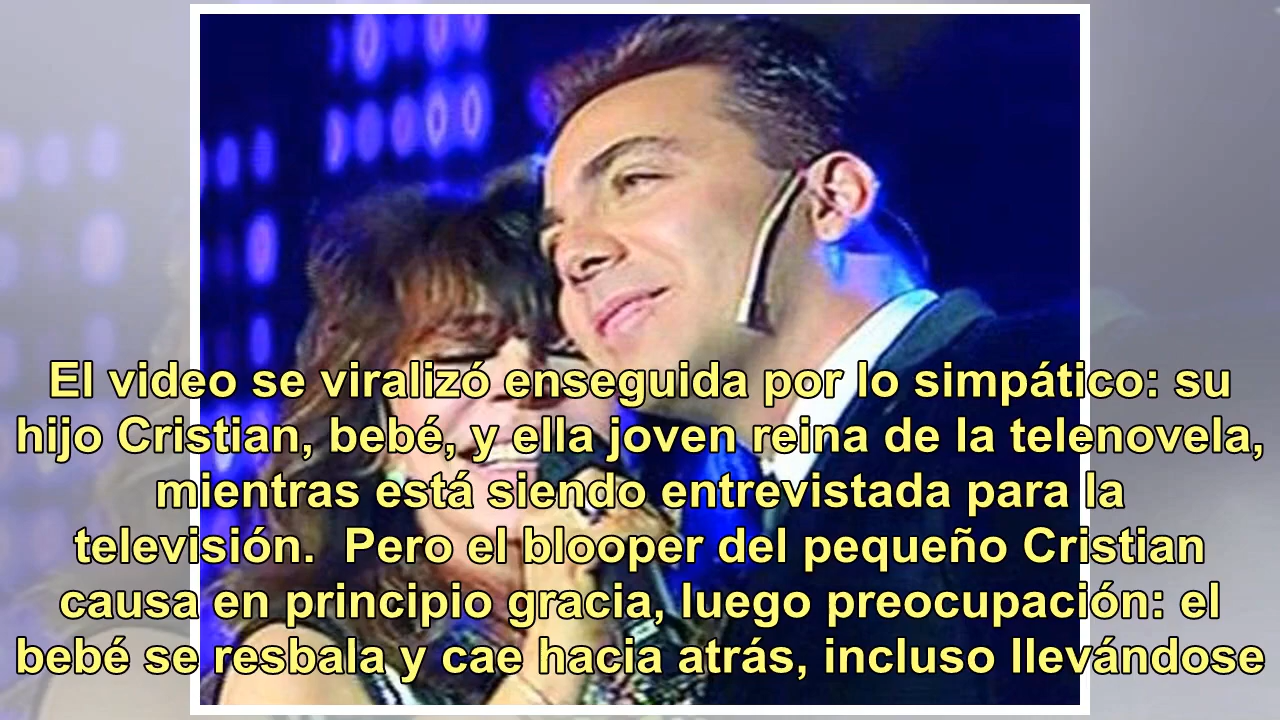 El video se viralizó enseguida por lo simpático: su
hijo Cristian, bebé, y ella joven reina de la telenovela,
mientras está siendo entrevistada para la
televisión.  Pero el blooper del pequeño Cristian
causa en principio gracia, luego preocupación: el
bebé se resbala y cae hacia atrás, incluso llevándose